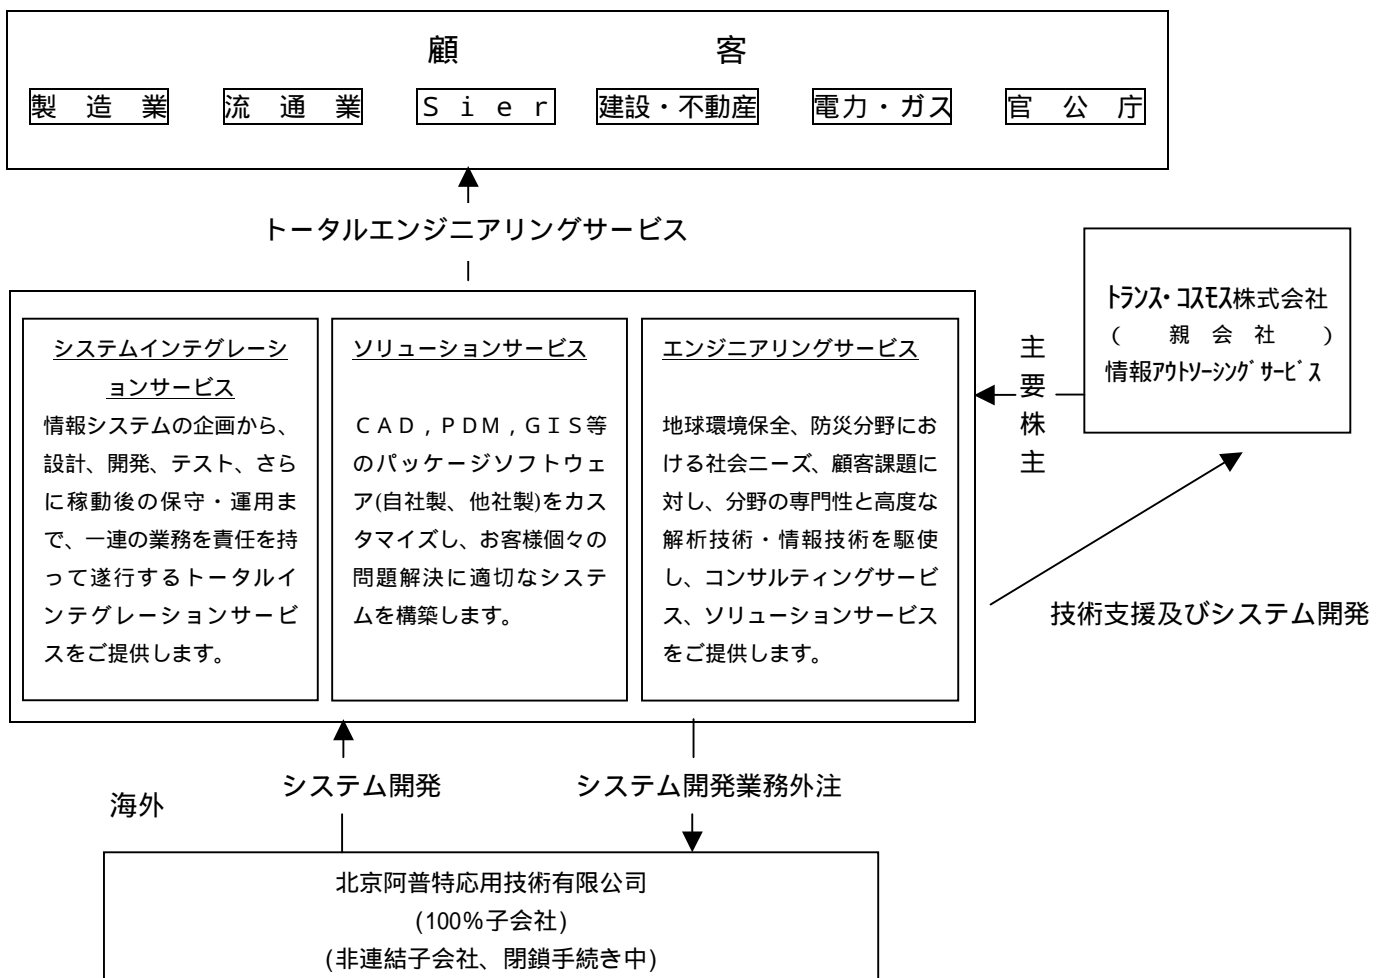 顧 客
製造業 流通業 Ｓｉｅｒ 建設・不動産 電力・ガス 官公庁
トータルエンジニアリングサービス
システムインテグレーシ
ョンサービス
情報システムの企画から、
設計、開発、テスト、さら
に稼動後の保守・運用ま
で、一連の業務を責任を持
って遂行するトータルイ
ンテグレーションサービ
スをご提供します。
ソリューションサービス
ＣＡＤ，ＰＤＭ，ＧＩＳ等
のパッケージソフトウェ
ア(自社製、他社製)をカス
タマイズし、お客様個々の
問題解決に適切なシステ
ムを構築します。
エンジニアリングサービス
地球環境保全、防災分野にお
ける社会ニーズ、顧客課題に
対し、分野の専門性と高度な
解析技術・情報技術を駆使
し、コンサルティングサービ
ス、ソリューションサービス
をご提供します。
主要株主
ﾄﾗﾝｽ･ｺｽﾓｽ株式会社
（ 親会社 ）
情報ｱｳﾄｿｰｼﾝｸﾞｻｰﾋﾞｽ
技術支援及びシステム開発
システム開発
システム開発業務外注
海外
北京阿普特応用技術有限公司
(100%子会社)
(非連結子会社、閉鎖手続き中)